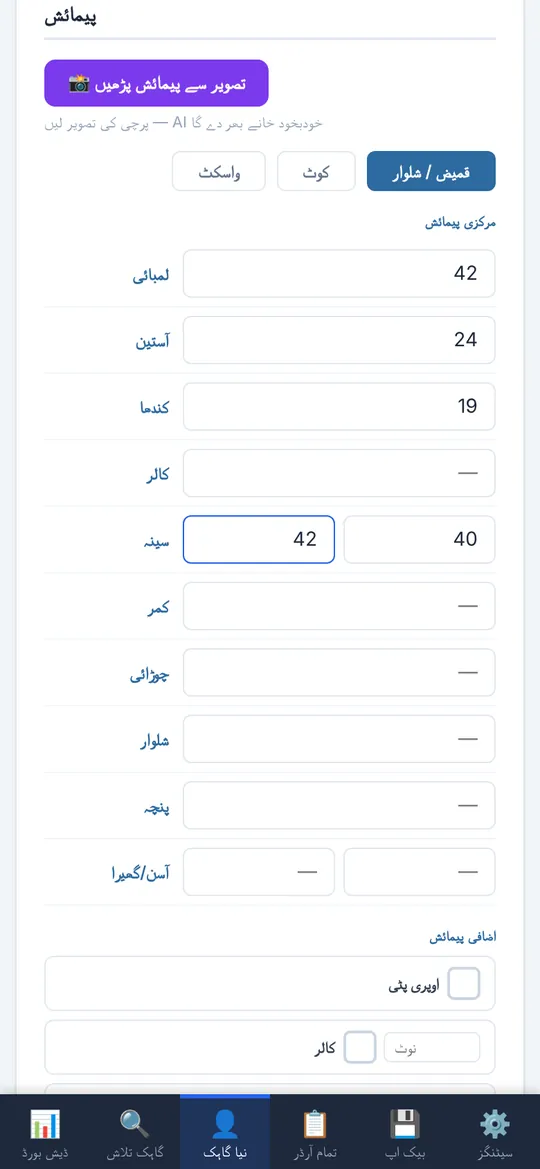 پیمائش
📸 تصویر سے پیمائش پڑھیں
پرچی کی تصویر لیں — AI خودبخود خانے بھر دے گا
قمیض / شلوار
کوٹ
واسکٹ
مرکزی پیمائش
لمبائی 42
آستین 24
کندھا 19
کالر —
سینہ 42 40
کمر —
چوڑائی —
شلوار —
پنچہ —
آسن/گھیرا — —
اضافی پیمائش
اوپری پٹی
کالر نوٹ
ڈیش بورڈ
گاہک تلاش
نیا گاہک
تمام آرڈر
بیک اپ
سیٹنگز